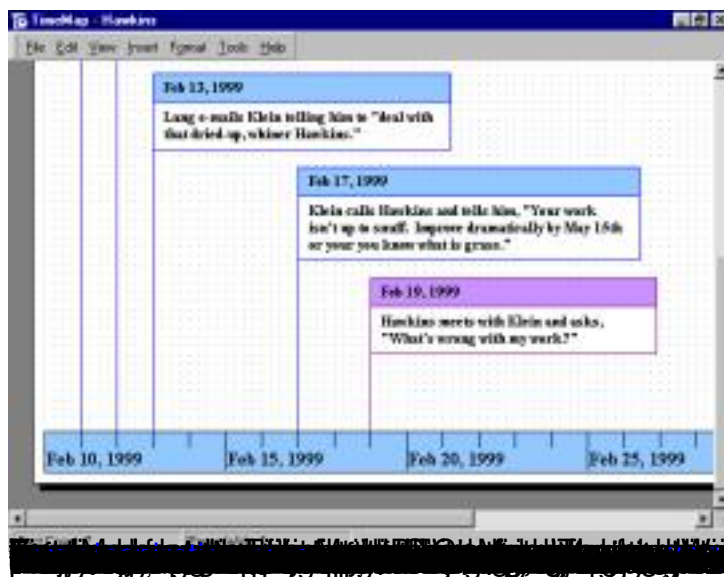 TimeMap - Hawkins
File Edit View Insert Format Tools Help
Feb 13, 1999
Lang e-mails Klein telling him to "deal with
that dried-up, whiner Hawkins."
Feb 17, 1999
Klein calls Hawkins and tells him, "Your work
isn't up to snuff. Improve dramatically by May 15th
or your you know what is grass."
Feb 19, 1999
Hawkins meets with Klein and asks,
"What's wrong with my work?"
Feb 10, 1999 Feb 15, 1999 Feb 20, 1999 Feb 25, 1999